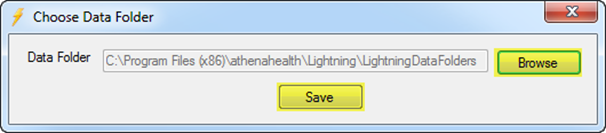 Choose Data Folder
Data Folder C:\Program Files (x86)\athenahealth\Lightning\LightningDataFolders Browse
Save